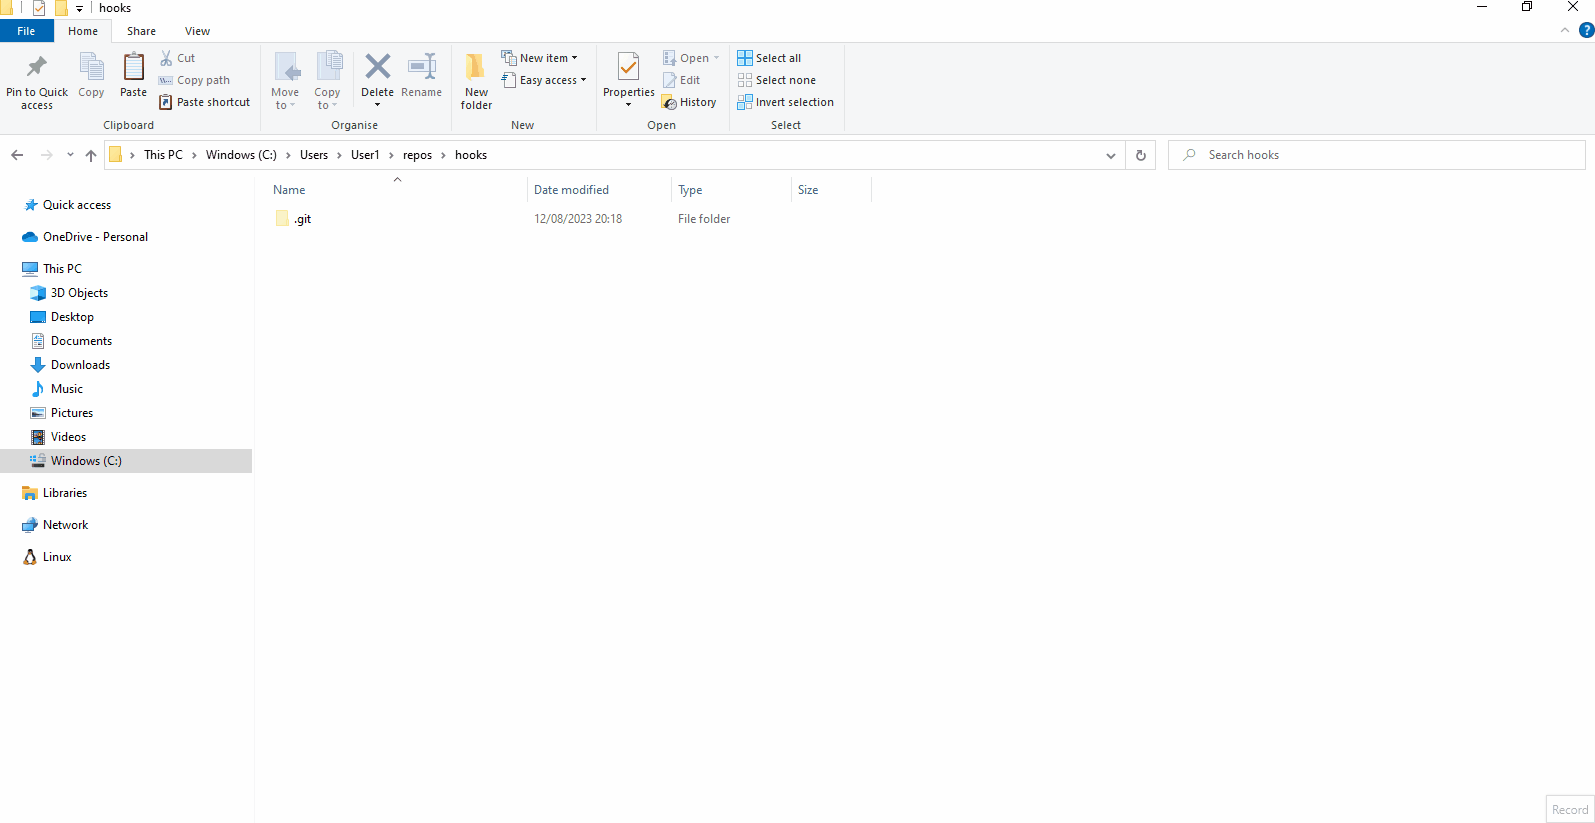 hooks
File Home Share View
Pin to Quick access
Copy
Paste
Cut
Copy path
Paste shortcut
Clipboard
Move to
Copy to
Delete
Rename
Organise
New folder
New item
Easy access
New
Properties
Open
Edit
History
Open
Select all
Select none
Invert selection
Select
This PC > Windows (C:) > Users > User1 > repos > hooks
Search hooks
Name Date modified Type Size
.git 12/08/2023 20:18 File folder
Quick access
OneDrive - Personal
This PC
3D Objects
Desktop
Documents
Downloads
Music
Pictures
Videos
Windows (C:)
Libraries
Network
Linux
Record